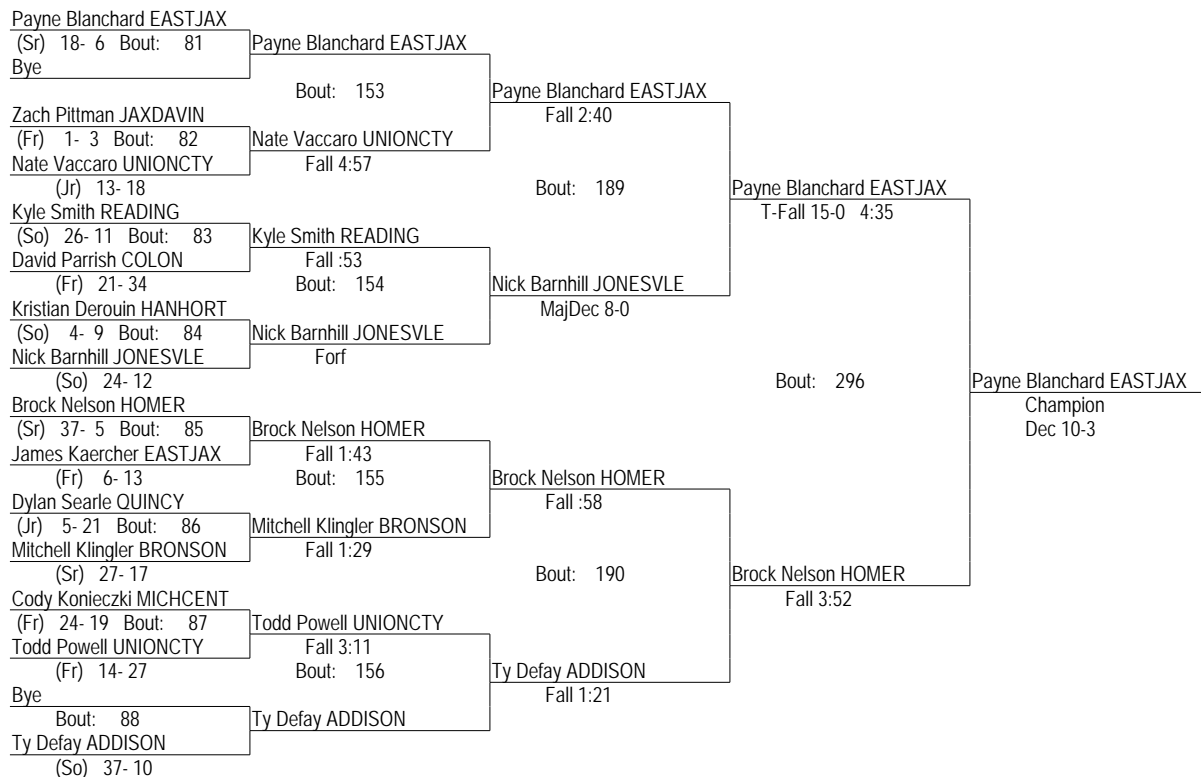 Payne Blanchard EASTJAX
(Sr) 18- 6 Bout: 81
Bye
Zach Pittman JAXDAVIN
(Fr) 1- 3 Bout: 82
Nate Vaccaro UNIONCTY
(Jr) 13- 18
Kyle Smith READING
(So) 26- 11 Bout: 83
David Parrish COLON
(Fr) 21- 34
Kristian Derouin HANHORT
(So) 4- 9 Bout: 84
Nick Barnhill JONESVLE
(So) 24- 12
Brock Nelson HOMER
(Sr) 37- 5 Bout: 85
James Kaercher EASTJAX
(Fr) 6- 13
Dylan Searle QUINCY
(Jr) 5- 21 Bout: 86
Mitchell Klingler BRONSON
(Sr) 27- 17
Cody Konieczki MICHCENT
(Fr) 24- 19 Bout: 87
Todd Powell UNIONCTY
(Fr) 14- 27
Bye
Bout: 88
Ty Defay ADDISON
(So) 37- 10
Payne Blanchard EASTJAX
Bout: 153
Nate Vaccaro UNIONCTY
Fall 4:57
Kyle Smith READING
Fall :53
Bout: 154
Nick Barnhill JONESVLE
Forf
Brock Nelson HOMER
Fall 1:43
Bout: 155
Mitchell Klingler BRONSON
Fall 1:29
Todd Powell UNIONCTY
Fall 3:11
Bout: 156
Ty Defay ADDISON
Payne Blanchard EASTJAX
Fall 2:40
Bout: 189
Nick Barnhill JONESVLE
MajDec 8-0
Brock Nelson HOMER
Fall :58
Bout: 190
Ty Defay ADDISON
Fall 1:21
Payne Blanchard EASTJAX
T-Fall 15-0 4:35
Bout: 296
Brock Nelson HOMER
Fall 3:52
Payne Blanchard EASTJAX
Champion
Dec 10-3